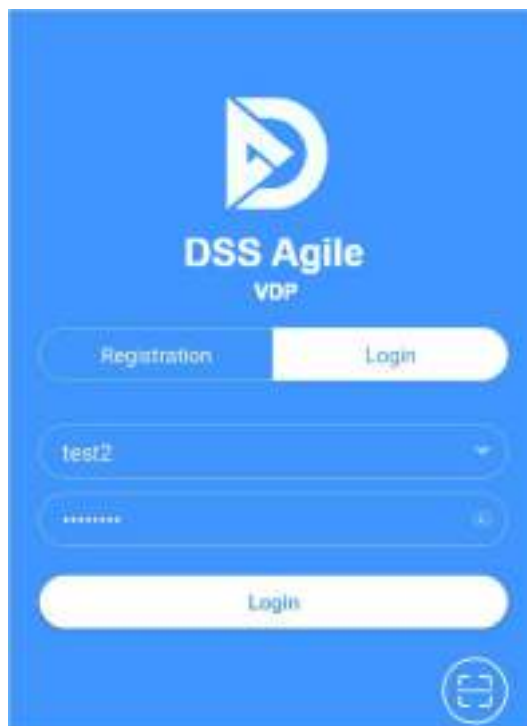 DSS Agile
VDP
Registration Login
test2
••••••••
Login